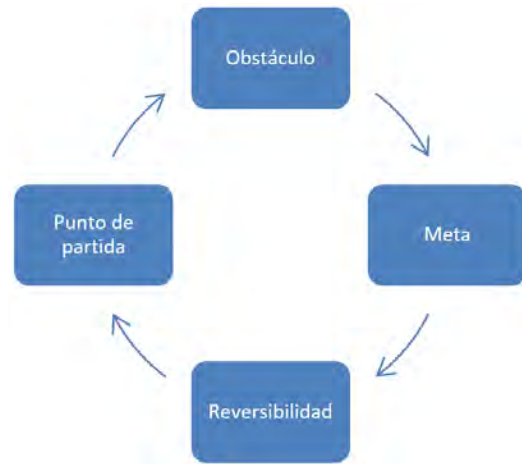 Obstáculo
Meta
Reversibilidad
Punto de
partida